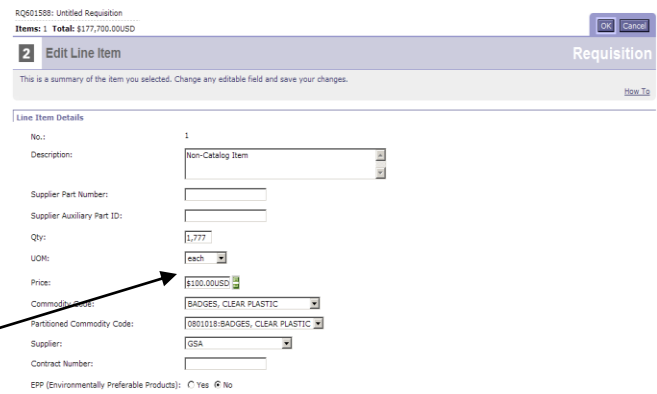 RQ601588: Untitled Requisition
Items: 1 Total: $177,700.00USD
OK Cancel
2 Edit Line Item Requisition
This is a summary of the item you selected. Change any editable field and save your changes.
How To
Line Item Details
No.: 1
Description: Non-Catalog Item
Supplier Part Number:
Supplier Auxiliary Part ID:
Qty: 1,777
UOM: each
Price: $100.00USD
Commodity Code: BADGES, CLEAR PLASTIC
Partitioned Commodity Code: 0801018:BADGES, CLEAR PLASTIC
Supplier: GSA
Contract Number:
EPP (Environmentally Preferable Products): Yes No